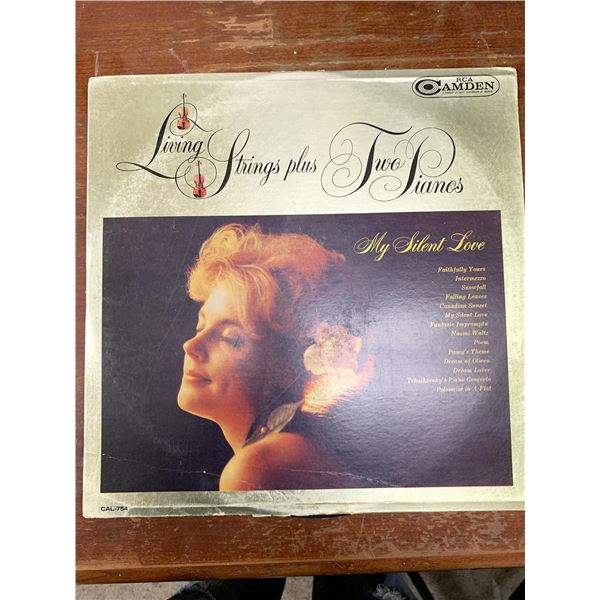 RCA
CAMDEN
Living Strings plus Two Pianos
My Silent Love
Faithfully Yours
Intermezzo
Snowfall
Falling Leaves
Canadian Sunset
My Silent Love
Fantasie Impromptu
Naomi Waltz
Poem
Penny's Theme
Dream of Olwen
Dream Lover
Tchaikovsky's Piano Concerto
Polonaise in A-Flat
CAL-754